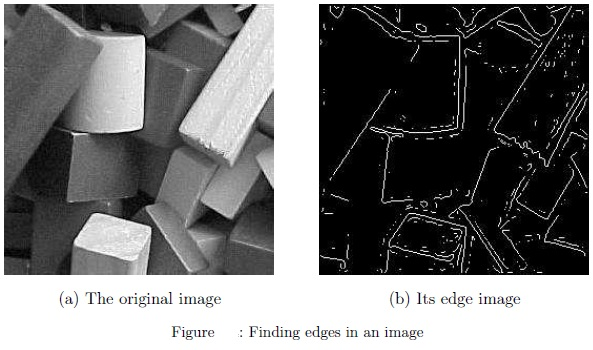 (a) The original image
(b) Its edge image
Figure : Finding edges in an image